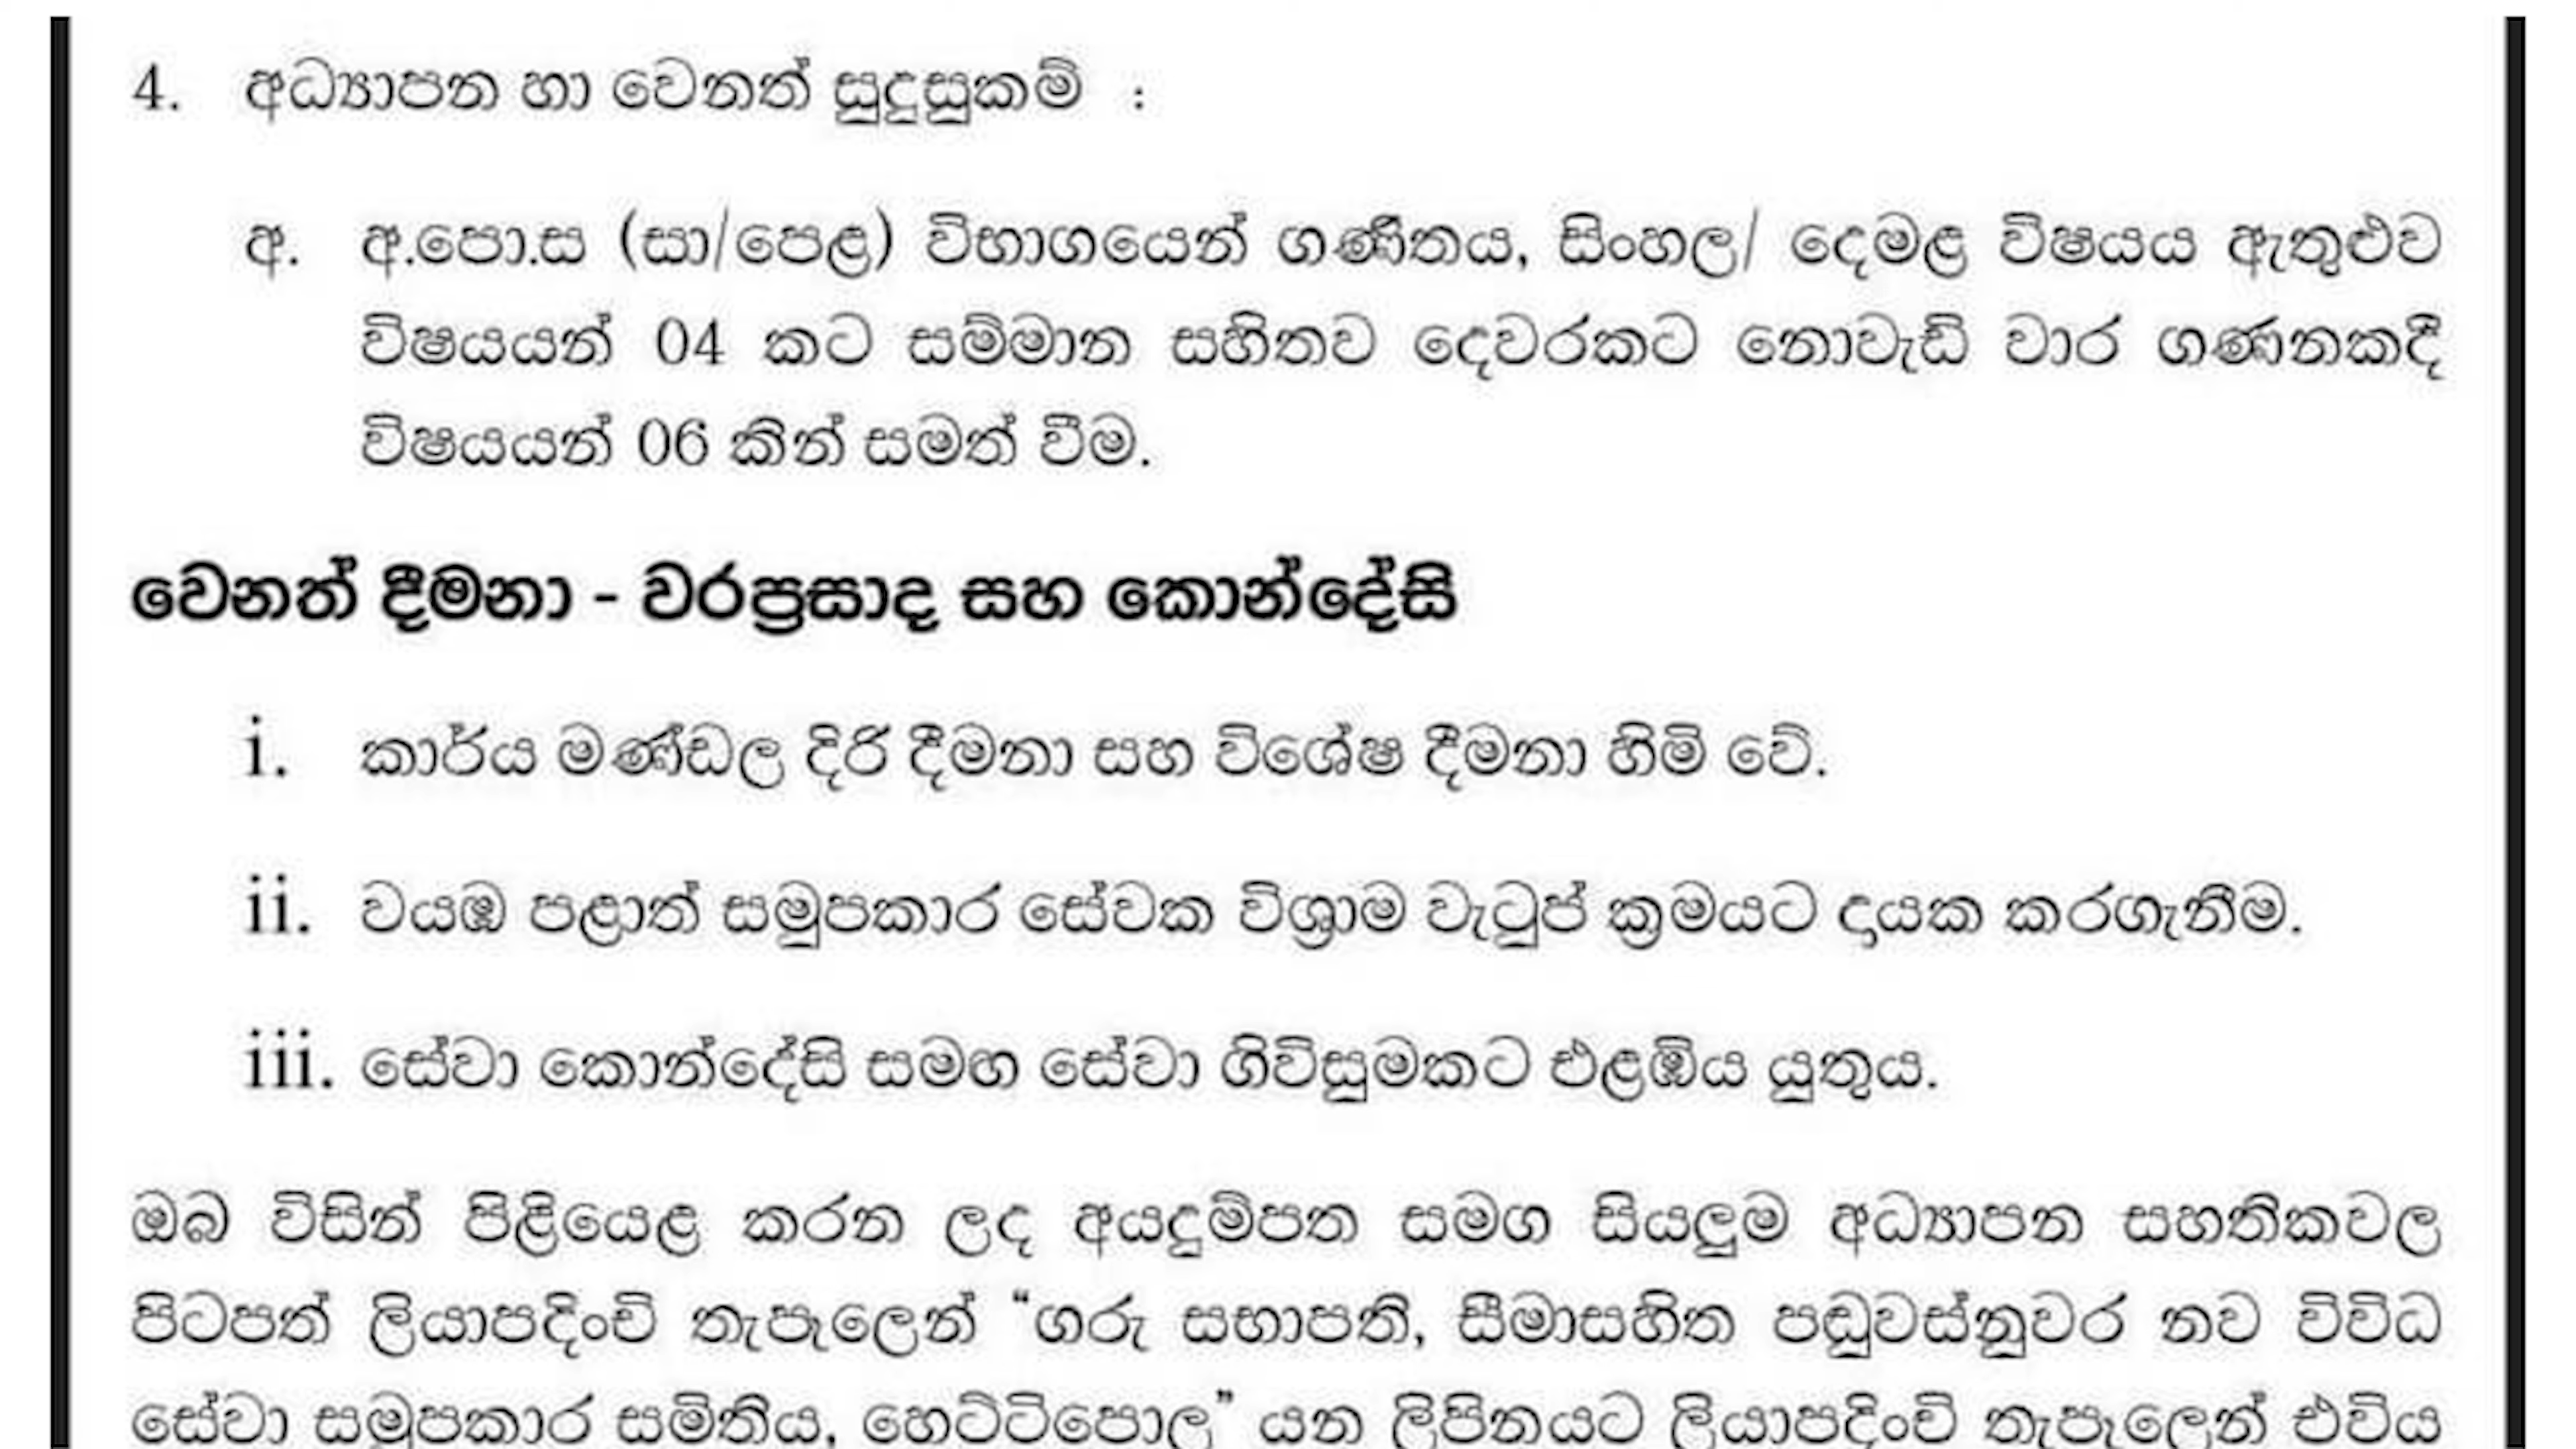 4. අධ්‍යාපන හා වෙනත් සුදුසුකම් :
අ. අ.පො.ස (සා/පෙළ) විභාගයෙන් ගණිතය, සිංහල/ දෙමළ විෂයය ඇතුළුව
විෂයයන් 04 කට සම්මාන සහිතව දෙවරකට නොවැඩි වාර ගණනකදී
විෂයයන් 06 කින් සමත් වීම.
වෙනත් දීමනා - වරප්‍රසාද සහ කොන්දේසි
i. කාර්ය මණ්ඩල දිරි දීමනා සහ විශේෂ දීමනා හිමි වේ.
ii. වයඹ පළාත් සමුපකාර සේවක විශ්‍රාම වැටුප් ක්‍රමයට දයක කරගැනීම.
iii. සේවා කොන්දේසි සමඟ සේවා ගිවිසුමකට එළඹිය යුතුය.
ඔබ විසින් පිළියෙළ කරන ලද අයදුම්පත සමග සියලුම අධ්‍යාපන සහතිකවල
පිටපත් ලියාපදිංචි තැපෑලෙන් “ගරු සභාපති, සීමාසහිත පඬුවස්නුවර නව විවිධ
සේවා සමුපකාර සමිතිය, හෙට්ටිපොල” යන ලිපිනයට ලියාපදිංචි තැපෑලෙන් එවිය